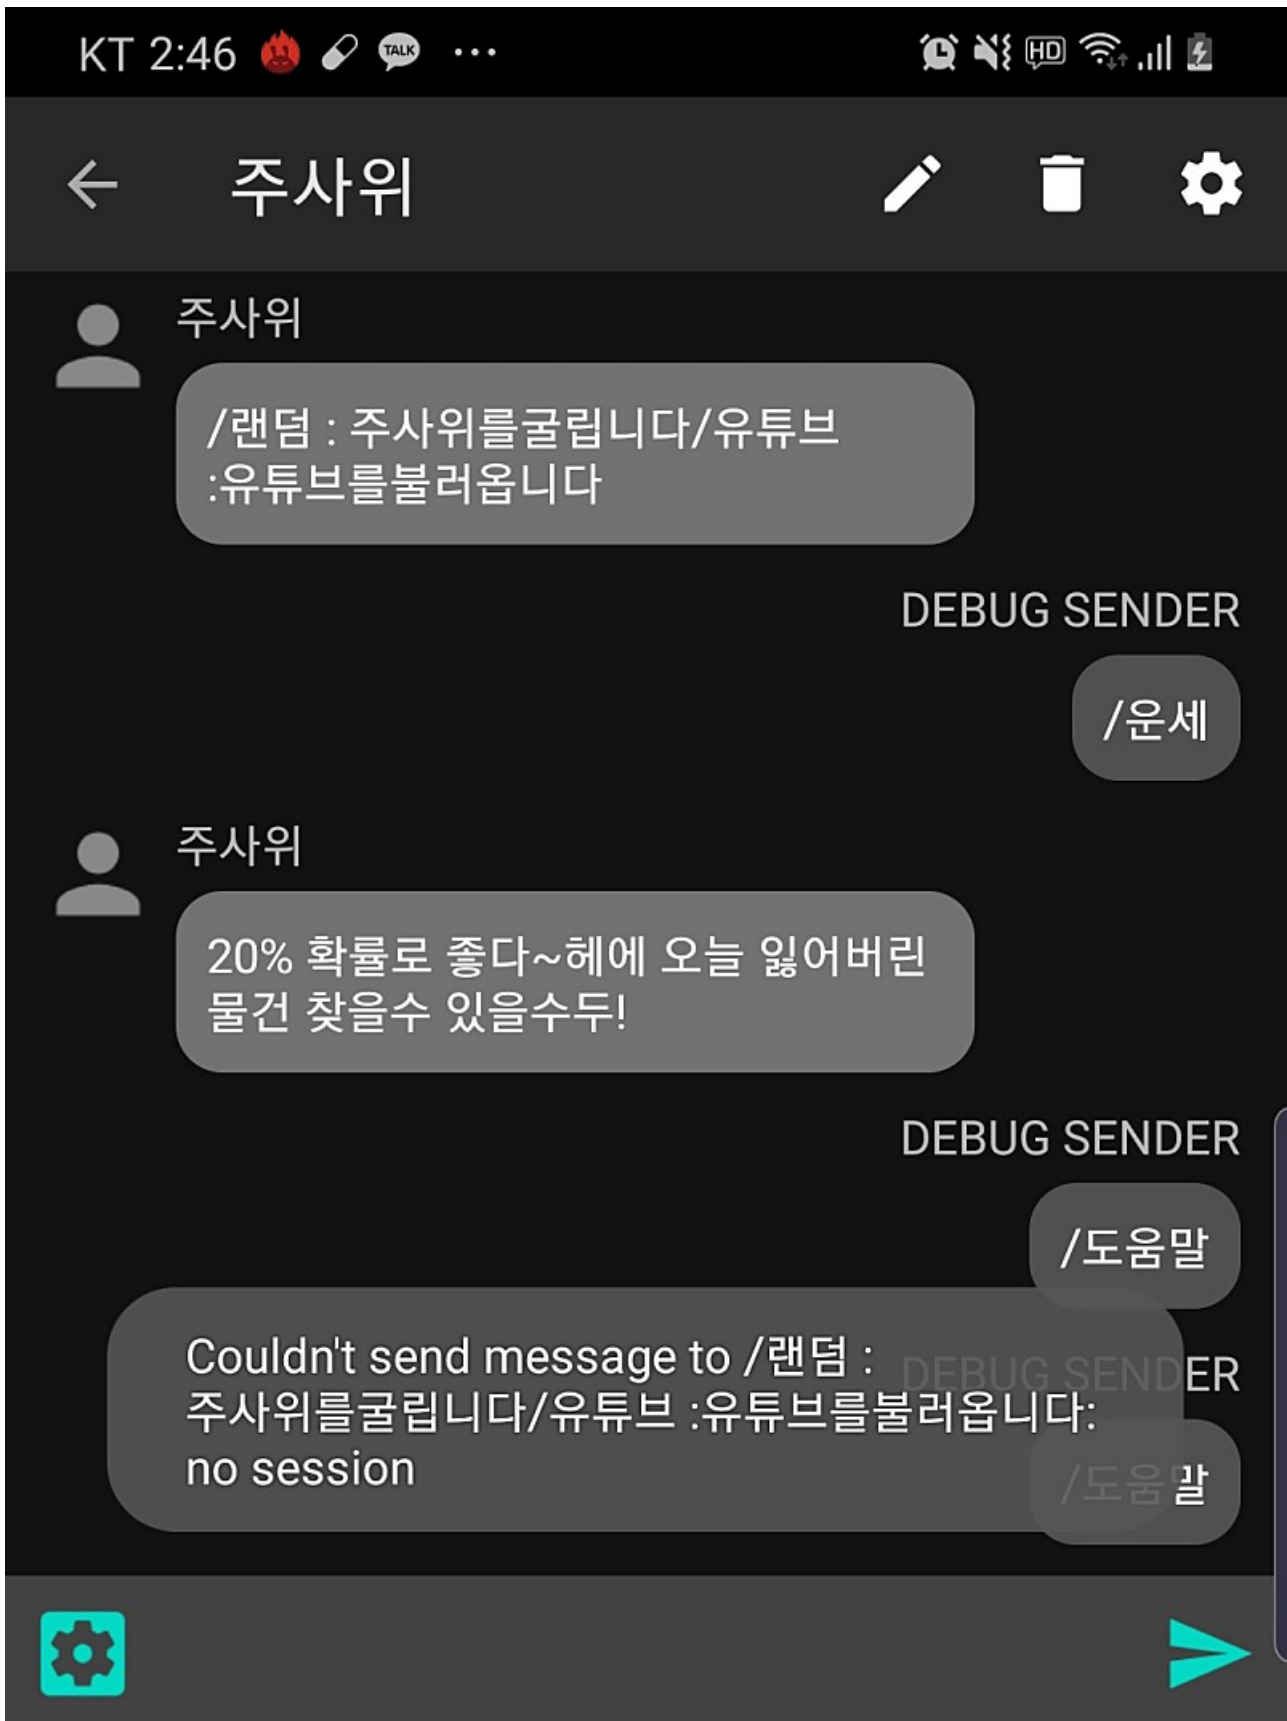 KT 2:46 TALK ... HD
주사위
주사위
/랜덤 : 주사위를굴립니다/유튜브
:유튜브를불러옵니다
DEBUG SENDER
/운세
주사위
20% 확률로 좋다~헤에 오늘 잃어버린
물건 찾을수 있을수두!
DEBUG SENDER
/도움말
DEBUG SENDER
/도움말
Couldn't send message to /랜덤 :
주사위를굴립니다/유튜브 :유튜브를불러옵니다:
no session